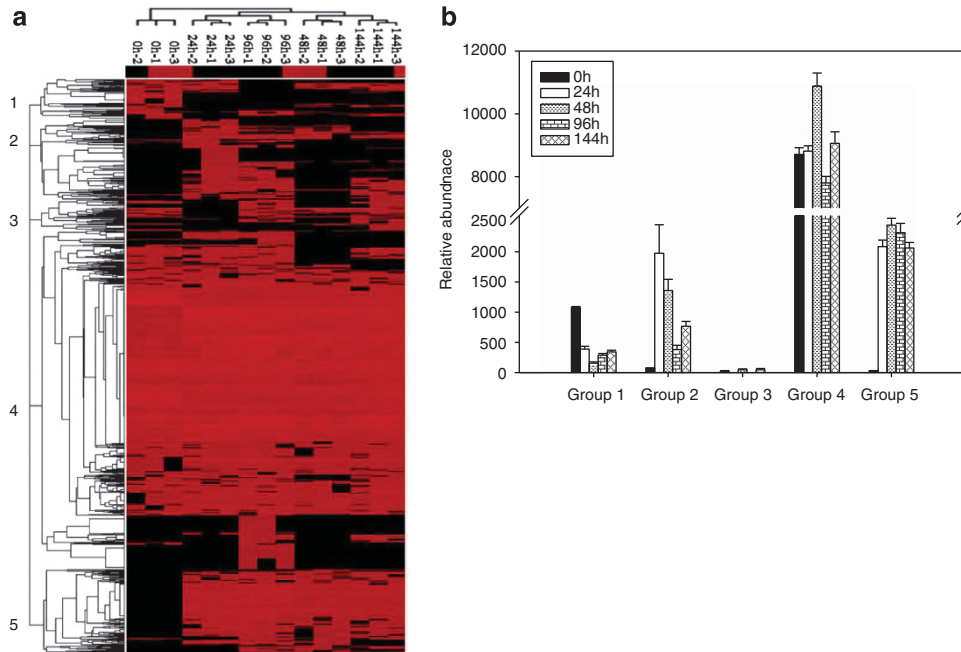 a
0h-2
0h-1
0h-3
24h-2
24h-1
24h-3
96h-1
96h-2
96h-3
48h-2
48h-1
48h-3
144h-2
144h-1
144h-3
1
2
3
4
5
b
Relative abundnace
12000
10000
8000
2500
2000
1500
1000
500
0
0h
24h
48h
96h
144h
Group 1 Group 2 Group 3 Group 4 Group 5